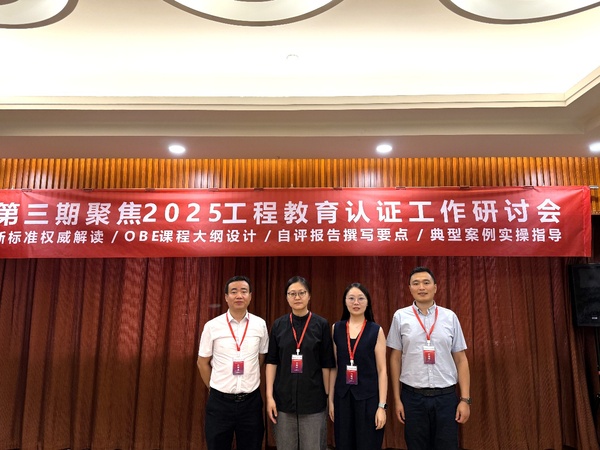 第三期聚焦2025工程教育认证工作研讨会
新标准权威解读 / OBE课程大纲设计 / 自评报告撰写要点 / 典型案例实操指导